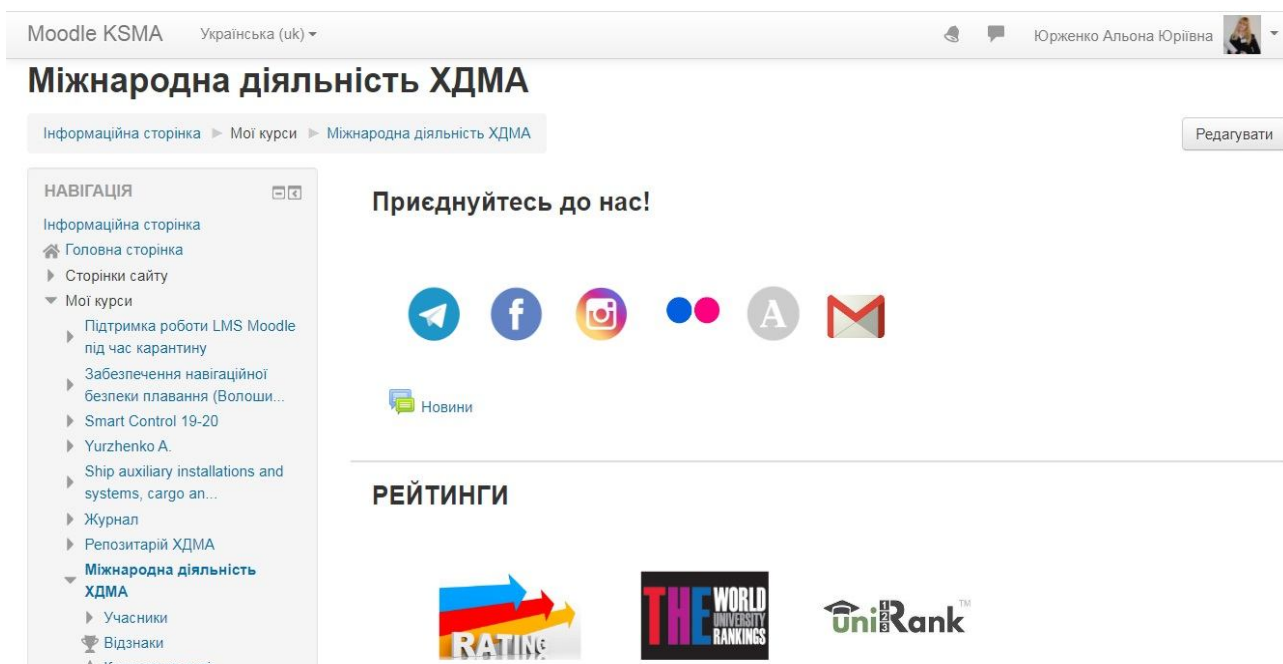 Moodle KSMA Українська (uk) Юрженко Альона Юріївна
Міжнародна діяльність ХДМА
Інформаційна сторінка Мої курси Міжнародна діяльність ХДМА Редагувати
НАВІГАЦІЯ
Інформаційна сторінка
Головна сторінка
Сторінки сайту
Мої курси
Підтримка роботи LMS Moodle
під час карантину
Забезпечення навігаційної
безпеки плавання (Волоши...
Smart Control 19-20
Yurzhenko A.
Ship auxiliary installations and
systems, cargo an...
Журнал
Репозитарій ХДМА
Міжнародна діяльність
ХДМА
Учасники
Відзнаки
Приєднуйтесь до нас!
f A
Новини
РЕЙТИНГИ
RATING
THE WORLD
UNIVERSITY
RANKINGS
UniRank™
123